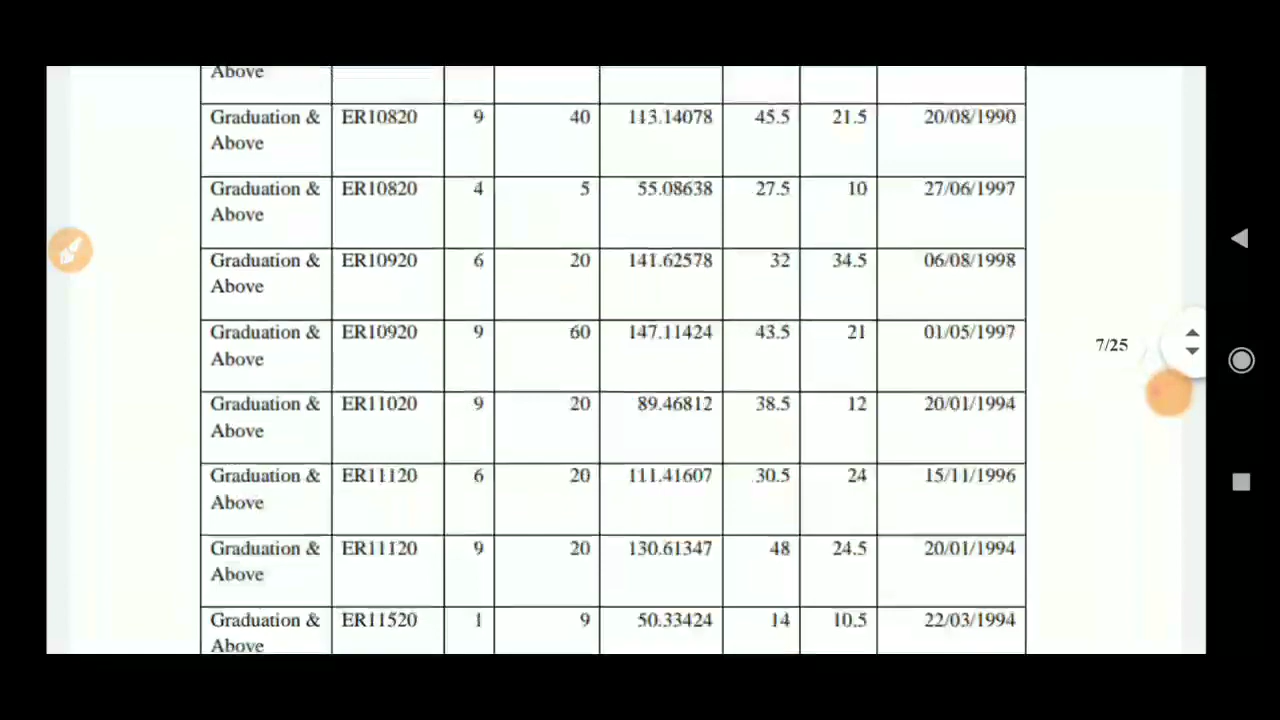 Above
Graduation & ER10820 9 40 113.14078 45.5 21.5 20/08/1990
Above
Graduation & ER10820 4 5 55.08638 27.5 10 27/06/1997
Above
Graduation & ER10920 6 20 141.62578 32 34.5 06/08/1998
Above
Graduation & ER10920 9 60 147.11424 43.5 21 01/05/1997
Above
7/25
Graduation & ER11020 9 20 89.46812 38.5 12 20/01/1994
Above
Graduation & ER11120 6 20 111.41607 30.5 24 15/11/1996
Above
Graduation & ER11120 9 20 130.61347 48 24.5 20/01/1994
Above
Graduation & ER11520 1 9 50.33424 14 10.5 22/03/1994
Above